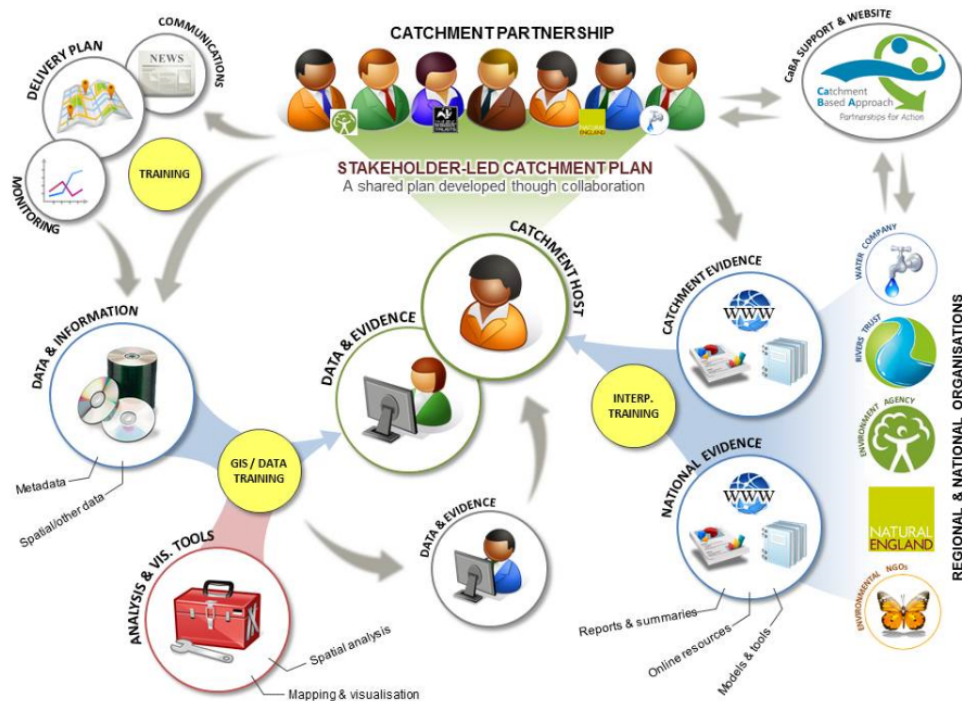 CATCHMENT PARTNERSHIP
COMMUNICATIONS
NEWS
DELIVERY PLAN
MONITORING
TRAINING
NATURAL
ENGLAND
STAKEHOLDER-LED CATCHMENT PLAN
A shared plan developed though collaboration
CaBA SUPPORT & WEBSITE
Catchment
Based Approach
Partnerships for Action
CATCHMENT HOST
DATA & EVIDENCE
DATA & INFORMATION
Metadata
Spatial/other data
GIS / DATA
TRAINING
ANALYSIS & VIS. TOOLS
Spatial analysis
Mapping & visualisation
DATA & EVIDENCE
INTERP.
TRAINING
CATCHMENT EVIDENCE
WWW
NATIONAL EVIDENCE
WWW
Reports & summaries
Online resources
Models & tools
WATER COMPANY
RIVERS TRUST
ENVIRONMENT AGENCY
NATURAL
ENGLAND
ENVIRONMENTAL NGOs
REGIONAL & NATIONAL ORGANISATIONS